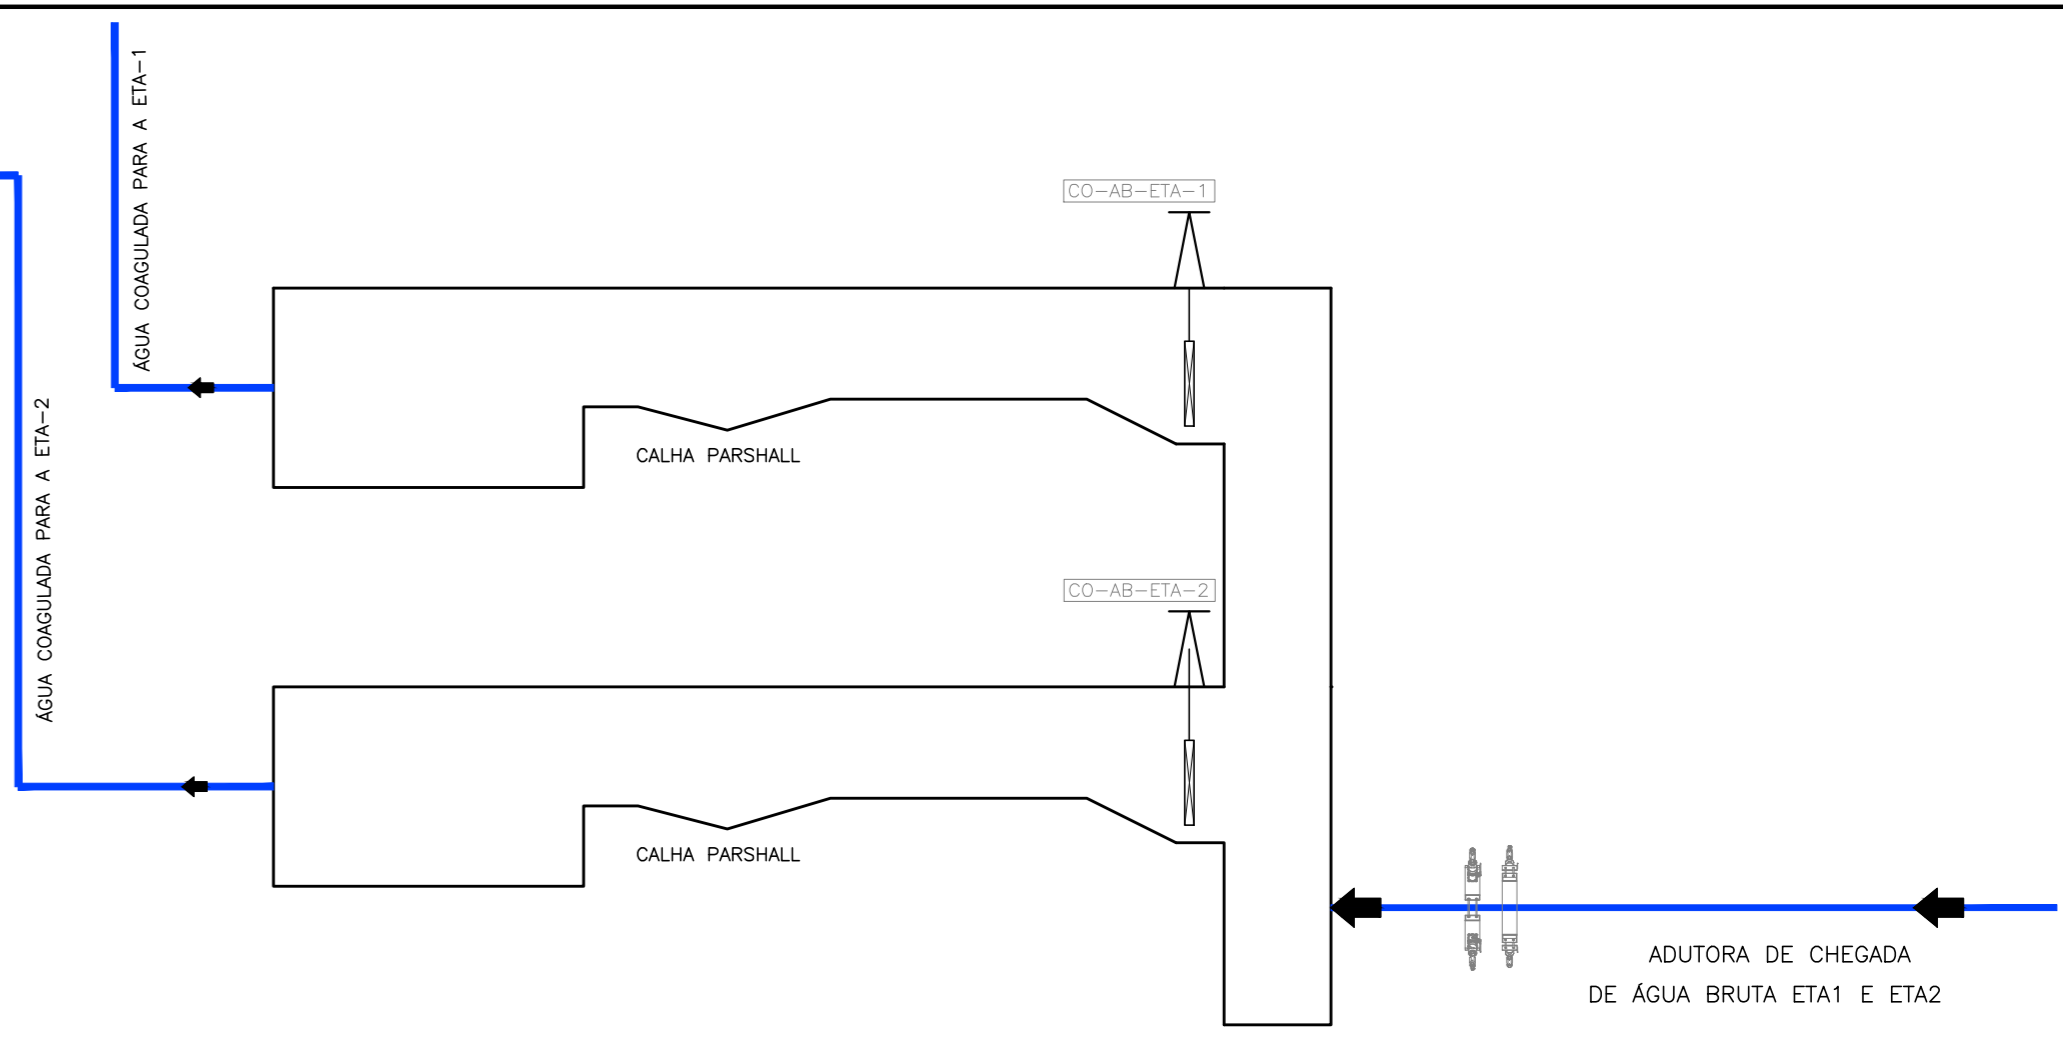 ÁGUA COAGULADA PARA A ETA-1
CO-AB-ETA-1
ÁGUA COAGULADA PARA A ETA-2
CALHA PARSHALL
CO-AB-ETA-2
CALHA PARSHALL
ADUTORA DE CHEGADA
DE ÁGUA BRUTA ETA1 E ETA2